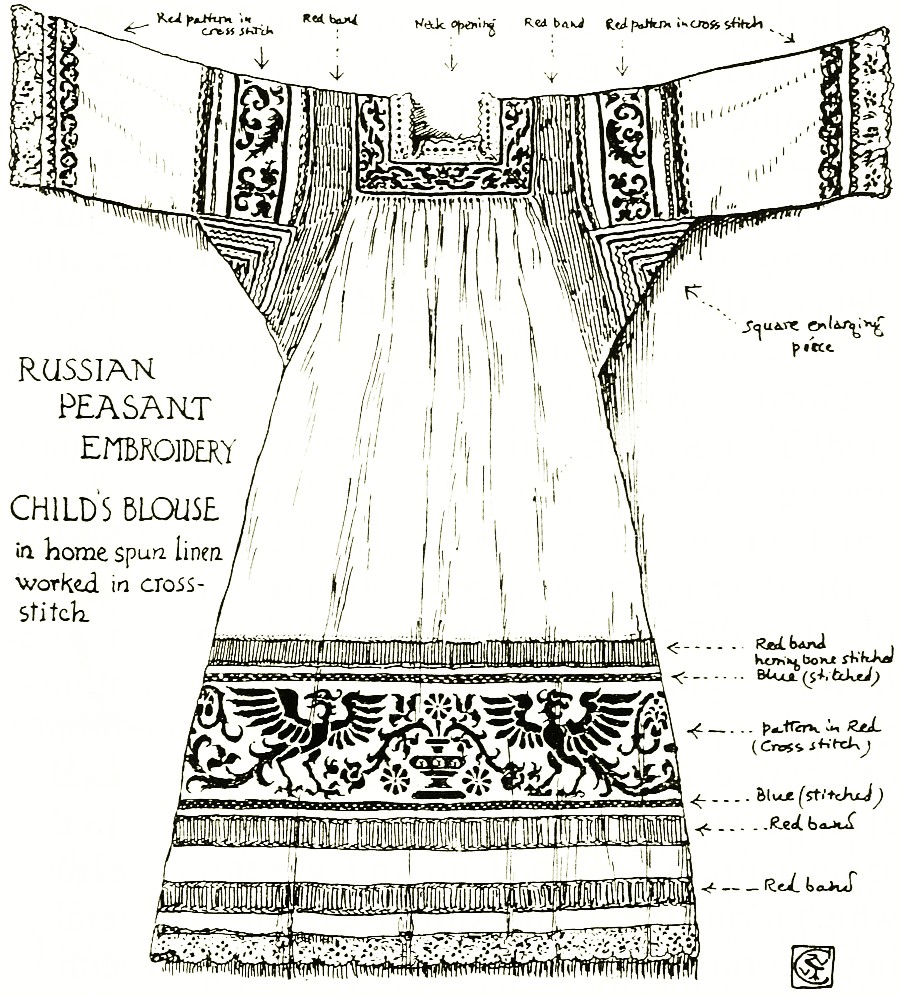 Red pattern in
cross stitch
Red band
Neck opening
Red band
Red pattern in cross stitch
Square enlarging
piece
RUSSIAN
PEASANT
EMBROIDERY
CHILD'S BLOUSE
in home spun linen
worked in cross-
stitch
Red band
herringbone stitched
Blue (stitched)
pattern in Red
(Cross stitch)
Blue (stitched)
Red band
Red band